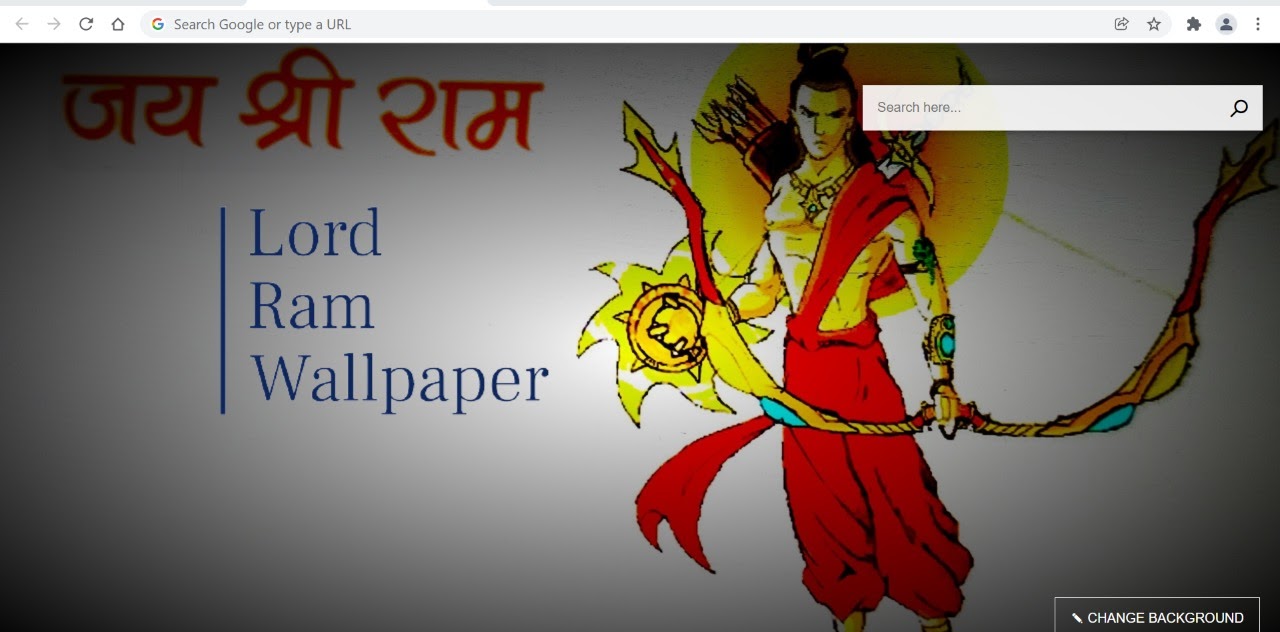 Search Google or type a URL
जय श्री राम
Search here...
Lord
Ram
Wallpaper
CHANGE BACKGROUND